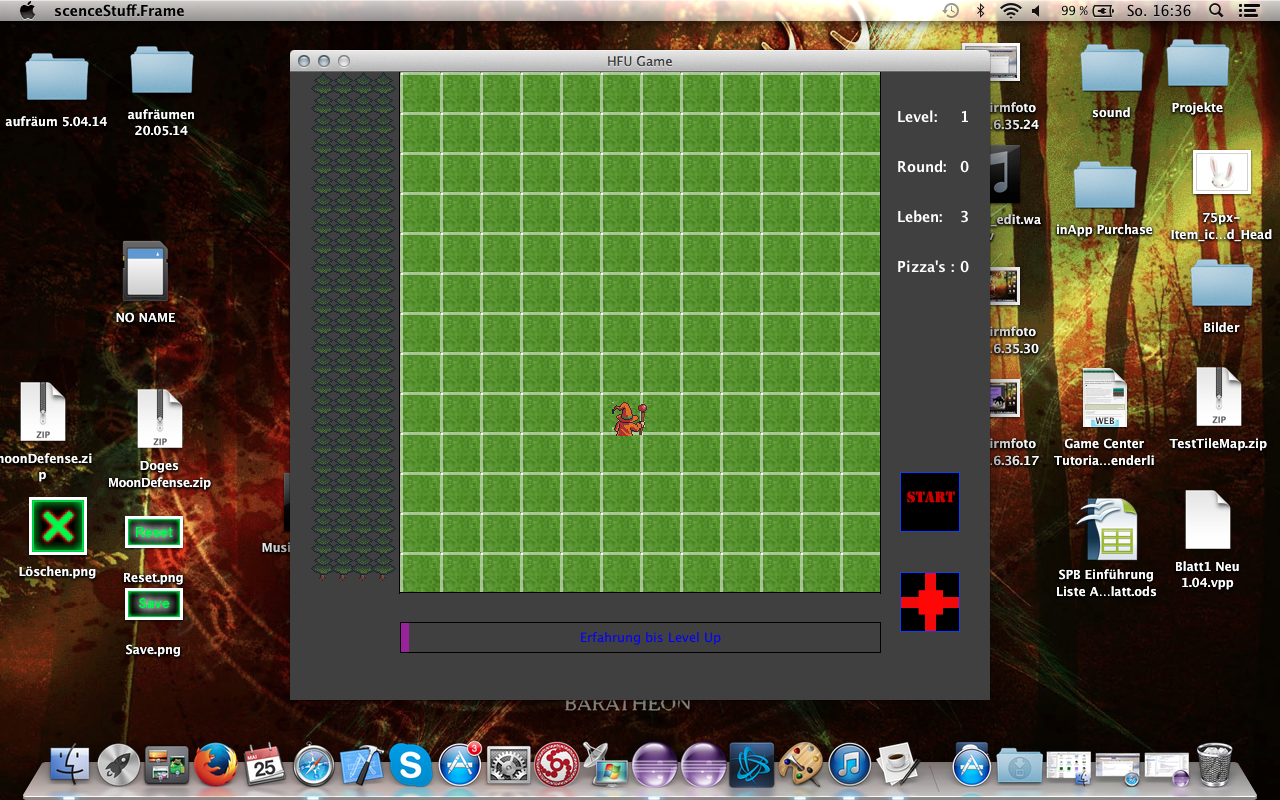 scenceStuff.Frame
99 %
So. 16:36
HFU Game
aufräum 5.04.14
aufräumen
20.05.14
NO NAME
ZIP
moonDefense.zi
p
ZIP
Doges
MoonDefense.zip
Löschen.png
Reset
Reset.png
Save
Save.png
Musi
Level: 1
Round: 0
Leben: 3
Pizza's : 0
START
Erfahrung bis Level Up
BARATHEON
irmfoto
6.35.24
_edit.wa
v
irmfoto
6.35.30
irmfoto
6.36.17
sound
Projekte
inApp Purchase
75px-
Item_ic...d_Head
Bilder
WEB
Game Center
Tutoria...enderli
ZIP
TestTileMap.zip
SPB Einführung
Liste A...latt.ods
Blatt1 Neu
1.04.vpp
MAI
25
3